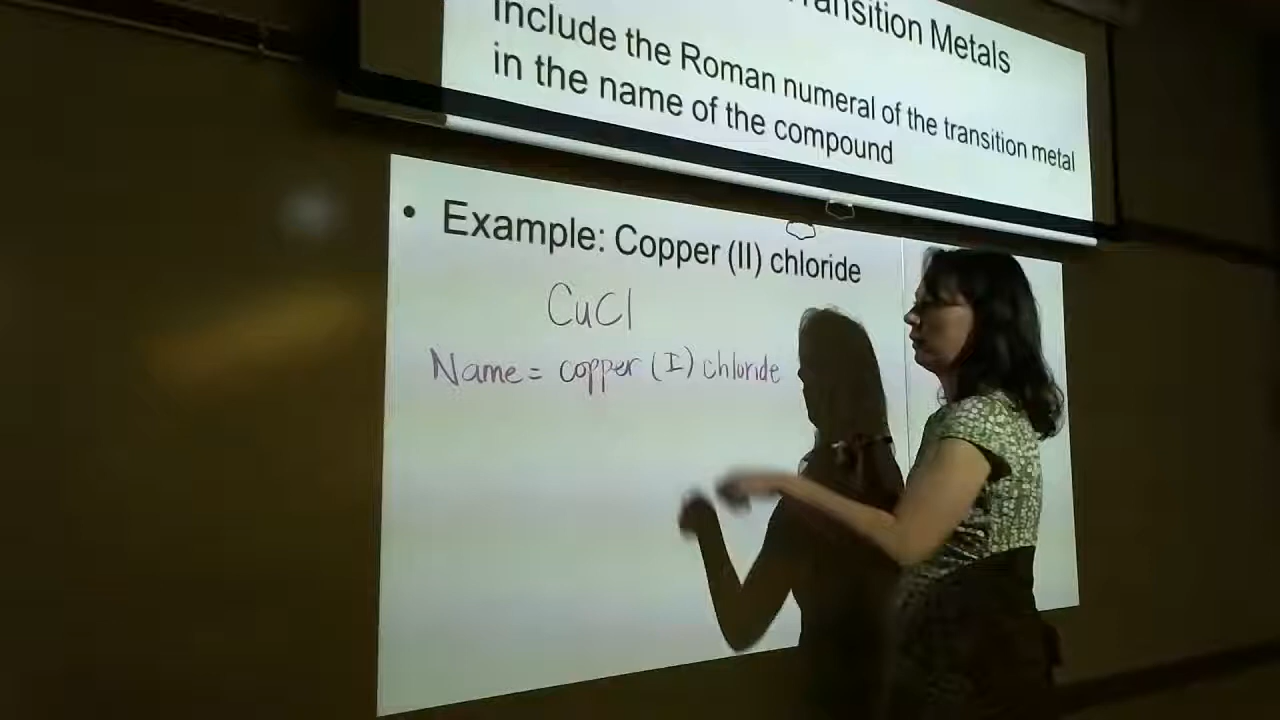 Transition Metals
Include the Roman numeral of the transition metal
in the name of the compound
• Example: Copper (II) chloride
CuCl
Name = copper (I) chloride